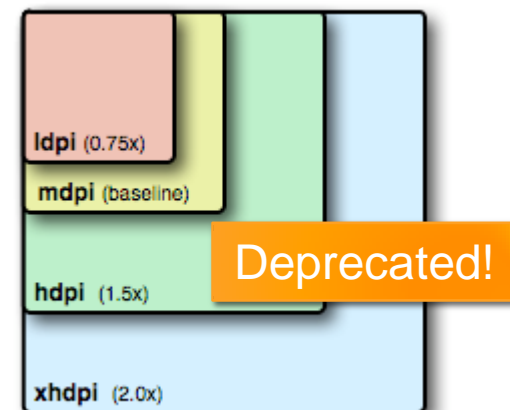 ldpi (0.75x)
mdpi (baseline)
Deprecated!
hdpi (1.5x)
xhdpi (2.0x)